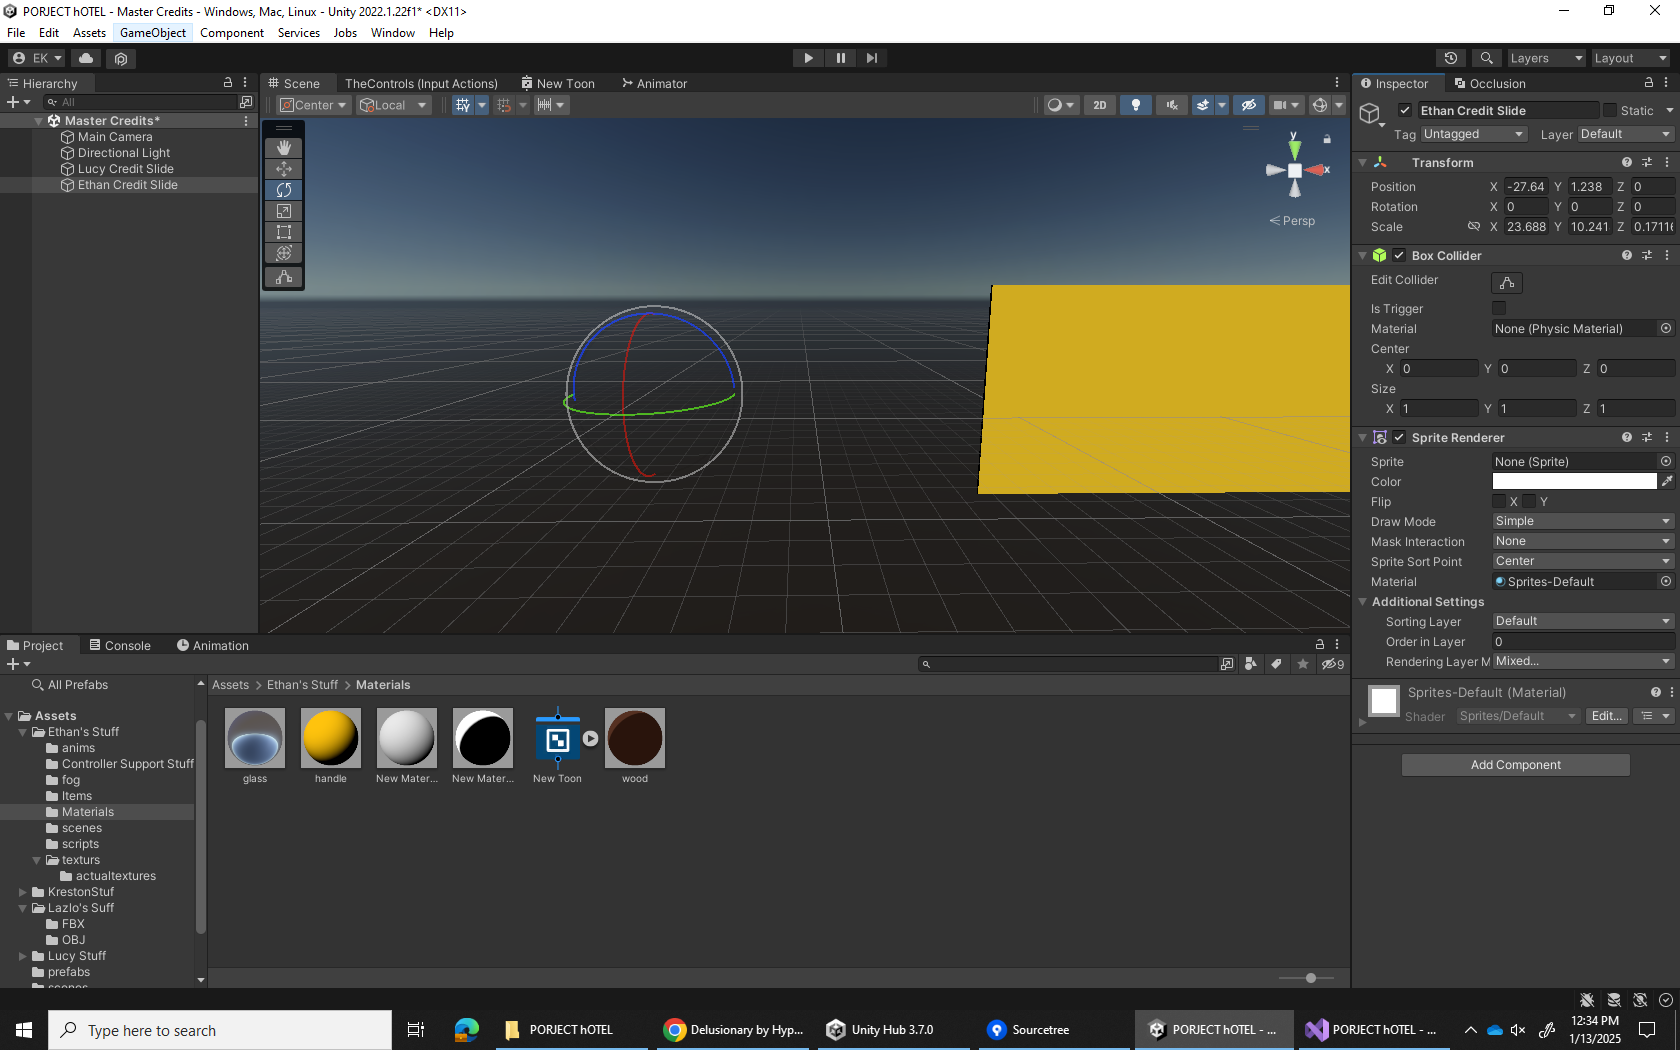 PORJECT hOTEL - Master Credits - Windows, Mac, Linux - Unity 2022.1.22f1* <DX11>
File Edit Assets GameObject Component Services Jobs Window Help
EK Layers Layout
Hierarchy
All
Master Credits*
Main Camera
Directional Light
Lucy Credit Slide
Ethan Credit Slide
Scene TheControls (Input Actions) New Toon Animator
Center Local 2D
y
x
Persp
Inspector Occlusion
Ethan Credit Slide Static
Tag Untagged Layer Default
Transform
Position X -27.64 Y 1.238 Z 0
Rotation X 0 Y 0 Z 0
Scale X 23.688 Y 10.241 Z 0.1711
Box Collider
Edit Collider
Is Trigger
Material None (Physic Material)
Center
X 0 Y 0 Z 0
Size
X 1 Y 1 Z 1
Sprite Renderer
Sprite None (Sprite)
Color
Flip X Y
Draw Mode Simple
Mask Interaction None
Sprite Sort Point Center
Material Sprites-Default
Additional Settings
Sorting Layer Default
Order in Layer 0
Rendering Layer M Mixed...
Sprites-Default (Material)
Shader Sprites/Default Edit...
Add Component
Project Console Animation
9
All Prefabs
Assets
Ethan's Stuff
anims
Controller Support Stuff
fog
Items
Materials
scenes
scripts
texturs
actualtextures
KrestonStuf
Lazlo's Suff
FBX
OBJ
Lucy Stuff
prefabs
scenes
Assets > Ethan's Stuff > Materials
glass handle New Mater... New Mater... New Toon wood
Type here to search
PORJECT hOTEL Delusionary by Hyp... Unity Hub 3.7.0 Sourcetree PORJECT hOTEL - ... PORJECT hOTEL - ...
12:34 PM
1/13/2025